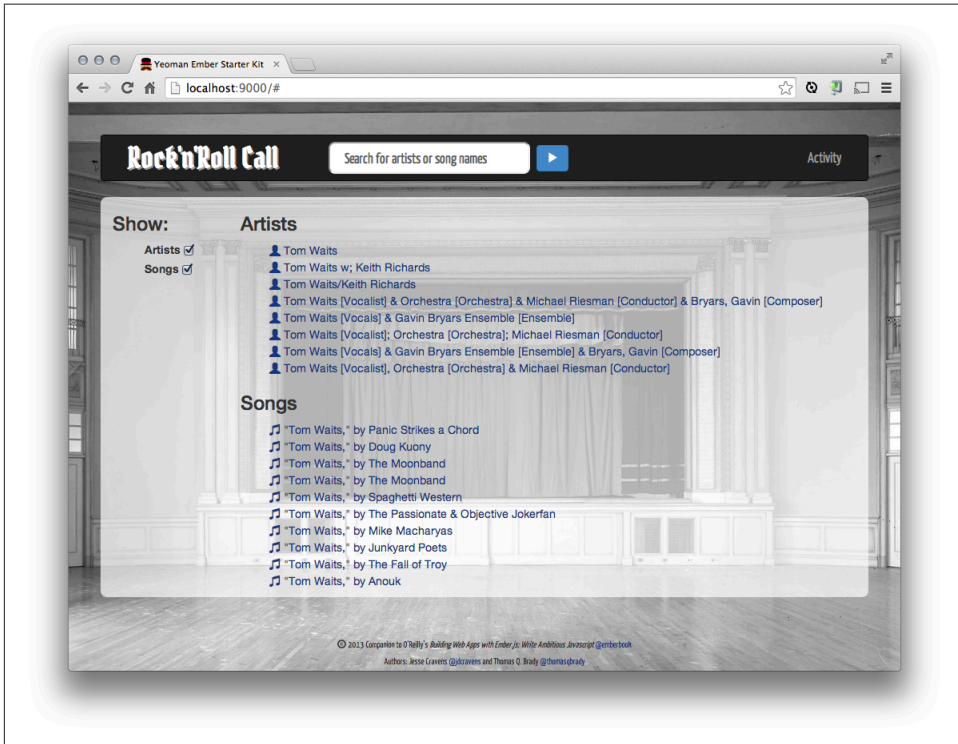 Yeoman Ember Starter Kit
localhost:9000/#
Rock'n'Roll Call
Search for artists or song names
Activity
Show:
Artists
Songs
Artists
Tom Waits
Tom Waits w; Keith Richards
Tom Waits/Keith Richards
Tom Waits [Vocalist] & Orchestra [Orchestra] & Michael Riesman [Conductor] & Bryars, Gavin [Composer]
Tom Waits [Vocals] & Gavin Bryars Ensemble [Ensemble]
Tom Waits [Vocalist]; Orchestra [Orchestra]; Michael Riesman [Conductor]
Tom Waits [Vocals] & Gavin Bryars Ensemble [Ensemble] & Bryars, Gavin [Composer]
Tom Waits [Vocalist], Orchestra [Orchestra] & Michael Riesman [Conductor]
Songs
"Tom Waits," by Panic Strikes a Chord
"Tom Waits," by Doug Kuony
"Tom Waits," by The Moonband
"Tom Waits," by The Moonband
"Tom Waits," by Spaghetti Western
"Tom Waits," by The Passionate & Objective Jokerfan
"Tom Waits," by Mike Macharyas
"Tom Waits," by Junkyard Poets
"Tom Waits," by The Fall of Troy
"Tom Waits," by Anouk
© 2013 Companion to O'Reilly's Building Web Apps with Ember.js: Write Ambitious Javascript @emberbook
Authors: Jesse Cravens @jdcravens and Thomas Q. Brady @thomasqbrady